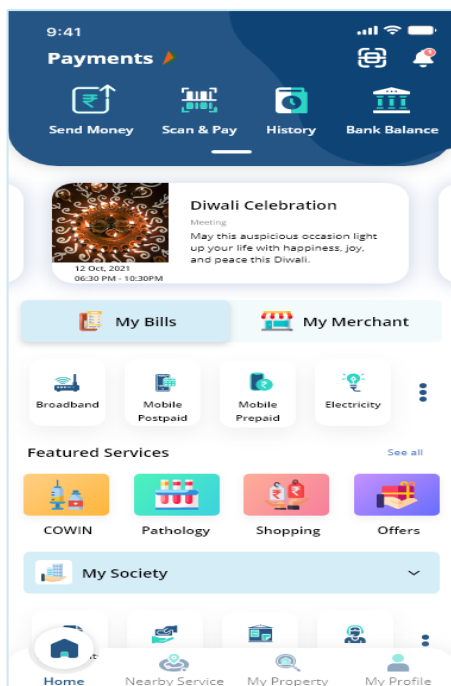 9:41
Payments
1
Send Money
Scan & Pay
History
Bank Balance
Diwali Celebration
Meeting
May this auspicious occasion light
up your life with happiness, joy,
and peace this Diwali.
12 Oct, 2021
06:30 PM - 10:30PM
My Bills
My Merchant
Broadband
Mobile
Postpaid
Mobile
Prepaid
Electricity
Featured Services
See all
COWIN
Pathology
Shopping
Offers
My Society
Home
Nearby Service
My Property
My Profile